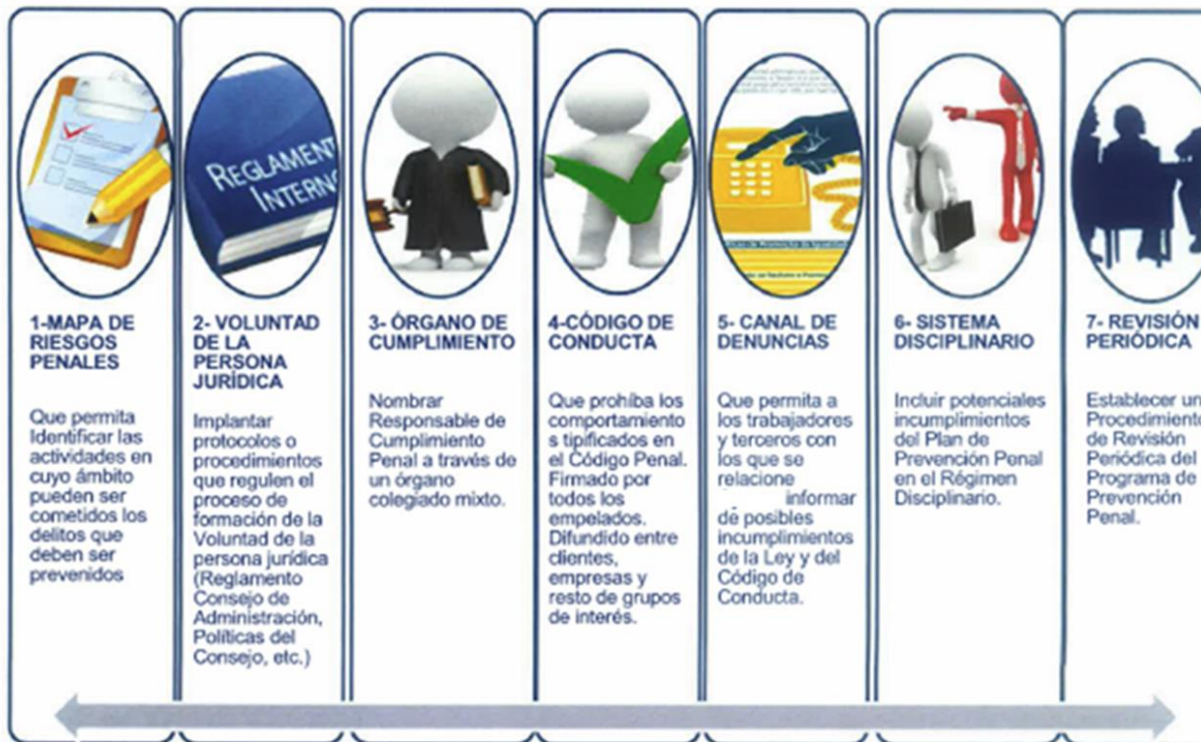 REGLAMENT
INTERN
1-MAPA DE
RIESGOS
PENALES
Que permita
Identificar las
actividades en
cuyo ámbito
pueden ser
cometidos los
delitos que
deben ser
prevenidos
2- VOLUNTAD
DE LA
PERSONA
JURÍDICA
Implantar
protocolos o
procedimientos
que regulen el
proceso de
formación de la
Voluntad de la
persona jurídica
(Reglamento
Consejo de
Administración,
Políticas del
Consejo, etc.)
3- ÓRGANO DE
CUMPLIMIENTO
Nombrar
Responsable de
Cumplimiento
Penal a través de
un órgano
colegiado mixto.
4-CÓDIGO DE
CONDUCTA
Que prohíba los
comportamiento
s tipificados en
el Código Penal.
Firmado por
todos los
empelados.
Difundido entre
clientes,
empresas y
resto de grupos
de interés.
5- CANAL DE
DENUNCIAS
Que permita a
los trabajadores
y terceros con
los que se
relacione
informar
de posibles
incumplimientos
de la Ley y del
Código de
Conducta.
6- SISTEMA
DISCIPLINARIO
Incluir potenciales
incumplimientos
del Plan de
Prevención Penal
en el Régimen
Disciplinario.
7- REVISIÓN
PERIÓDICA
Establecer un
Procedimiento
de Revisión
Periódica del
Programa de
Prevención
Penal.